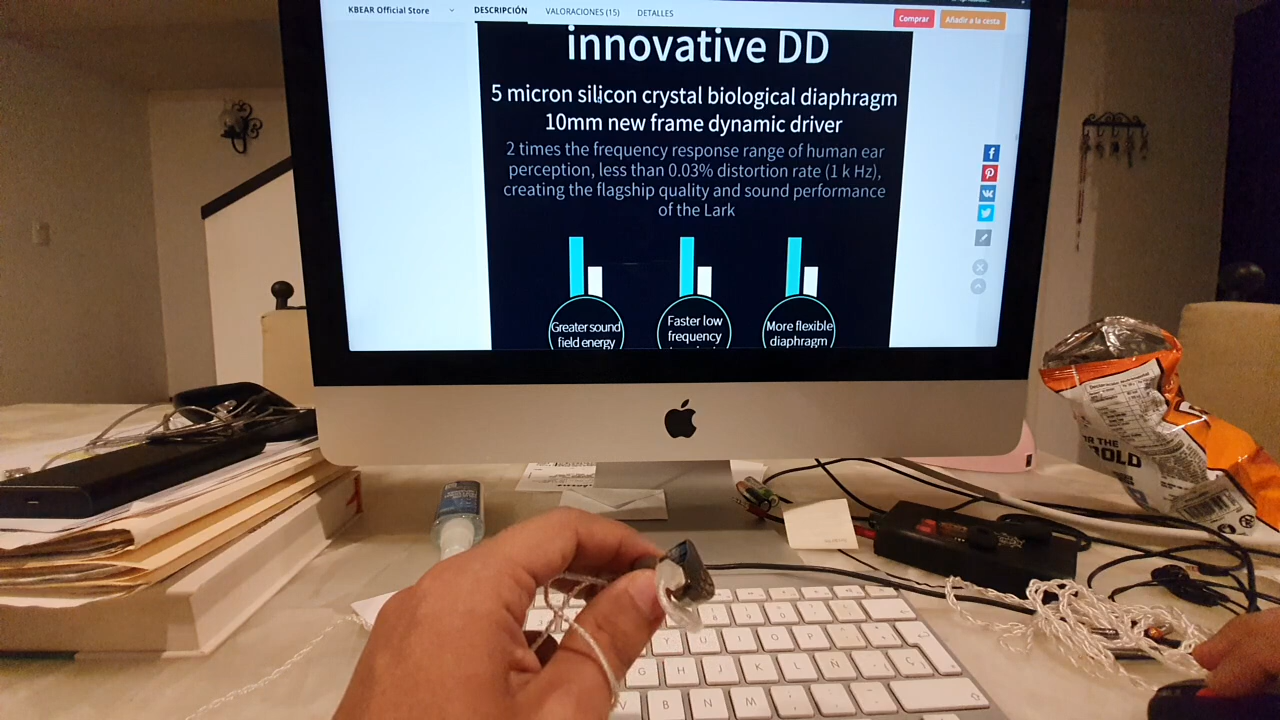 KBEAR Official Store
DESCRIPCIÓN
VALORACIONES (15)
DETALLES
Comprar
Añadir a la cesta
innovative DD
5 micron silicon crystal biological diaphragm
10mm new frame dynamic driver
2 times the frequency response range of human ear
perception, less than 0.03% distortion rate (1 k Hz),
creating the flagship quality and sound performance
of the Lark
Greater sound
field energy
Faster low
frequency
More flexible
diaphragm
OR THE
BOLD
Y U I O P
G H J K L Ñ
V B N M
Ç